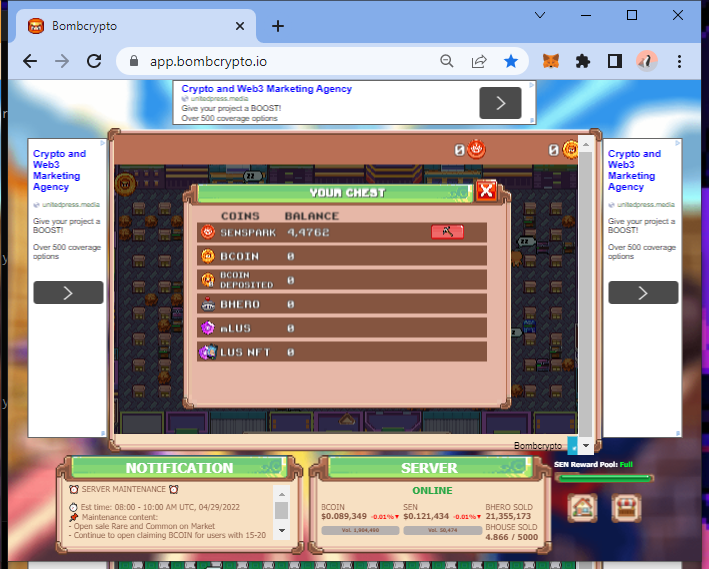 Bombcrypto
app.bombcrypto.io
Crypto and Web3 Marketing Agency
unitedpress.media
Give your project a BOOST!
Over 500 coverage options
Crypto and
Web3
Marketing
Agency
unitedpress.media
Give your project a
BOOST!
Over 500 coverage
options
0
0
YOUR CHEST
COINS BALANCE
SENSPARK 4,4762
BCOIN 0
BCOIN
DEPOSITED 0
BHERO 0
mLUS 0
LUS NFT 0
Crypto and
Web3
Marketing
Agency
unitedpress.media
Give your project a
BOOST!
Over 500 coverage
options
Bombcrypto
NOTIFICATION
SERVER MAINTENANCE
Est time: 08:00 - 10:00 AM UTC, 04/29/2022
Maintenance content:
- Open sale Rare and Common on Market
- Continue to open claiming BCOIN for users with 15-20
SERVER
ONLINE
BCOIN SEN BHERO SOLD
$0.089,349 -0.01%▼ $0.121,434 -0.01%▼ 21,355,173
BHOUSE SOLD
4.866 / 5000
SEN Reward Pool: Full